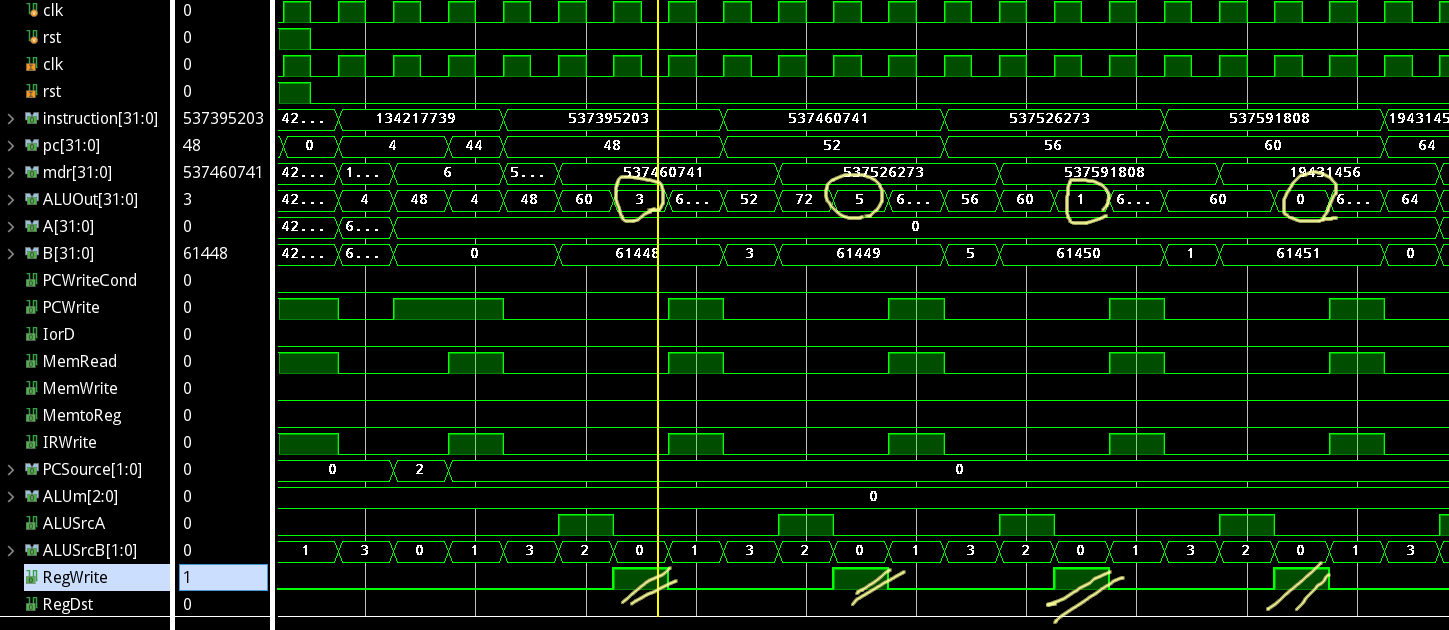 clk 0
rst 0
clk 0
rst 0
instruction[31:0] 537395203 42... 134217739 537395203 537460741 537526273 537591808 1943145
pc[31:0] 48 0 4 44 48 52 56 60 64
mdr[31:0] 537460741 42... 1... 6 5... 537460741 537526273 537591808 19431456
ALUOut[31:0] 3 42... 4 48 4 48 60 3 6... 52 72 5 6... 56 60 1 6... 60 0 6... 64
A[31:0] 0 42... 6... 0
B[31:0] 61448 42... 6... 0 61448 3 61449 5 61450 1 61451 0
PCWriteCond 0
PCWrite 0
IorD 0
MemRead 0
MemWrite 0
MemtoReg 0
IRWrite 0
PCSource[1:0] 0 0 2 0
ALUm[2:0] 0 0
ALUSrcA 0
ALUSrcB[1:0] 0 1 3 0 1 3 2 0 1 3 2 0 1 3 2 0 1 3 2 0 1 3
RegWrite 1
RegDst 0